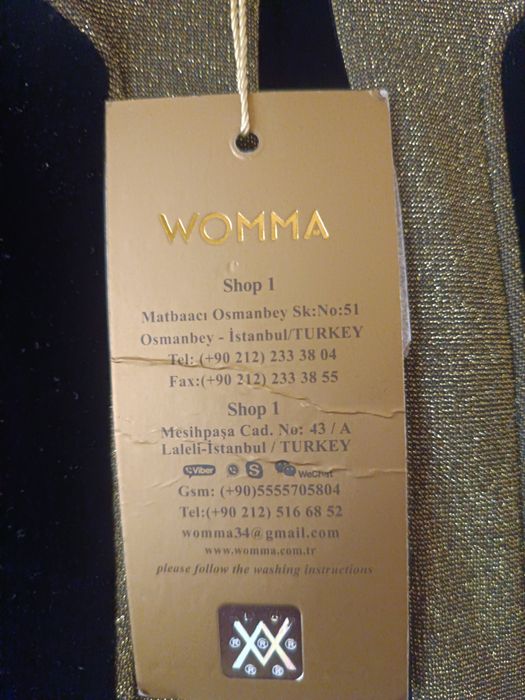 WOMMA
Shop 1
Matbaacı Osmanbey Sk:No:51
Osmanbey - İstanbul/TURKEY
Tel: (+90 212) 233 38 04
Fax:(+90 212) 233 38 55
Shop 1
Mesihpaşa Cad. No: 43 / A
Laleli-İstanbul / TURKEY
Viber WeChat
Gsm: (+90)5555705804
Tel:(+90 212) 516 68 52
womma34@gmail.com
www.womma.com.tr
please follow the washing instructions